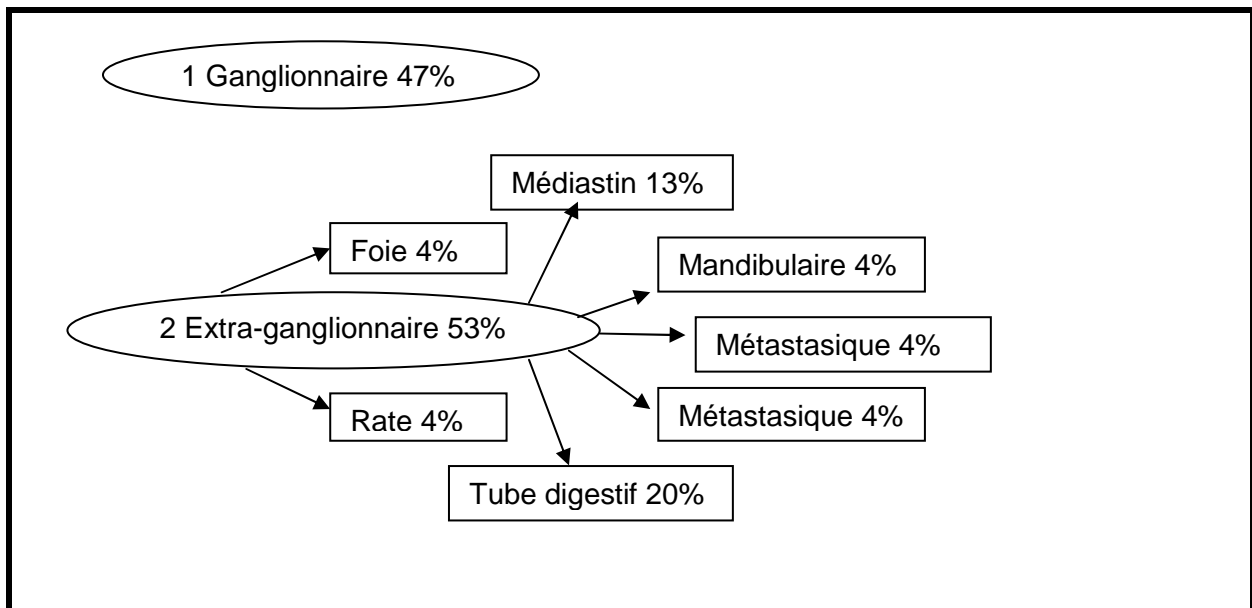 1 Ganglionnaire 47%
Médiastin 13%
Foie 4%
Mandibulaire 4%
2 Extra-ganglionnaire 53%
Métastasique 4%
Rate 4%
Métastasique 4%
Tube digestif 20%